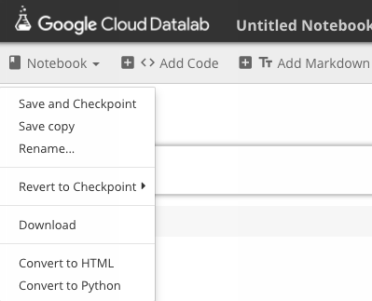 Google Cloud Datalab Untitled Notebook
Notebook <> Add Code Tт Add Markdown
Save and Checkpoint
Save copy
Rename...
Revert to Checkpoint
Download
Convert to HTML
Convert to Python